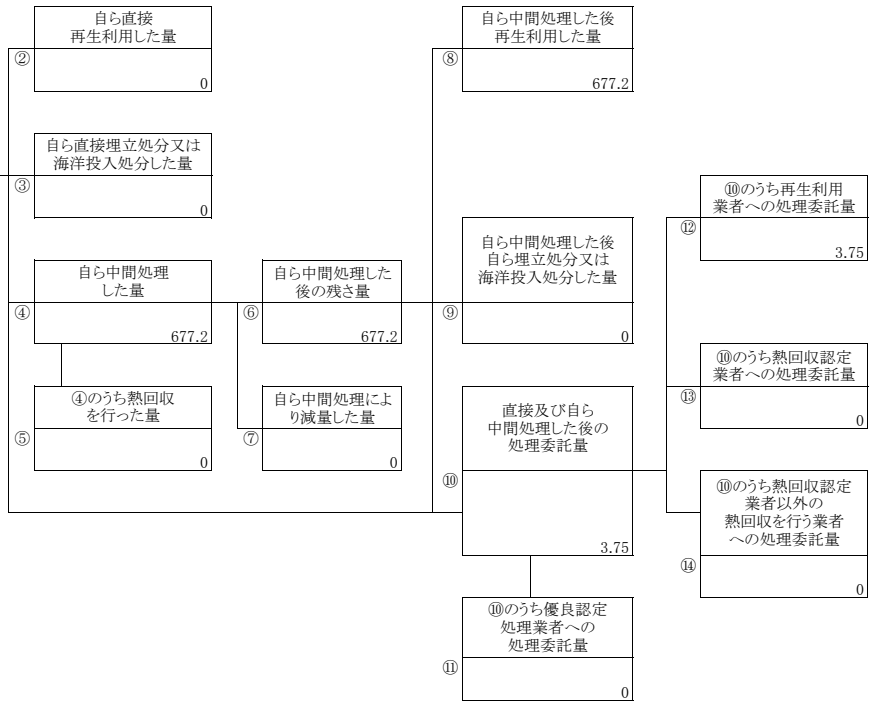 自ら直接
再生利用した量
②
0
自ら直接埋立処分又は
海洋投入処分した量
③
0
自ら中間処理
した量
④
677.2
④のうち熱回収
を行った量
⑤
0
自ら中間処理した
後の残さ量
⑥
677.2
自ら中間処理によ
り減量した量
⑦
0
自ら中間処理した後
再生利用した量
⑧
677.2
自ら中間処理した後
自ら埋立処分又は
海洋投入処分した量
⑨
0
直接及び自ら
中間処理した後の
処理委託量
⑩
3.75
⑩のうち優良認定
処理業者への
処理委託量
⑪
0
⑩のうち再生利用
業者への処理委託量
⑫
3.75
⑩のうち熱回収認定
業者への処理委託量
⑬
0
⑩のうち熱回収認定
業者以外の
熱回収を行う業者
への処理委託量
⑭
0